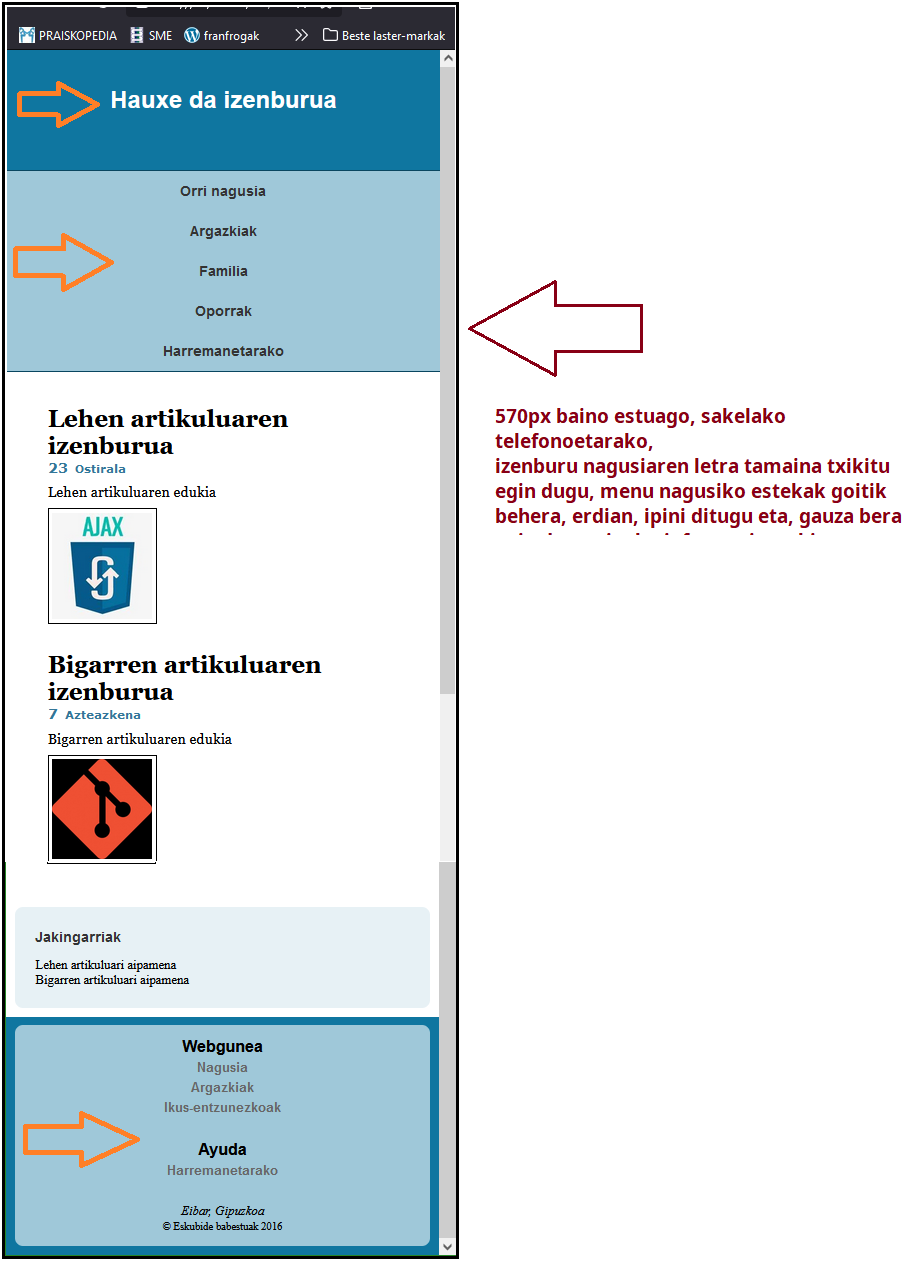 PRAISKOPEDIA SME franfrogak Beste laster-markak
Hauxe da izenburua
Orri nagusia
Argazkiak
Familia
Oporrak
Harremanetarako
Lehen artikuluaren
izenburua
23 Ostirala
Lehen artikuluaren edukia
AJAX
Bigarren artikuluaren
izenburua
7 Azteazkena
Bigarren artikuluaren edukia
Jakingarriak
Lehen artikuluari aipamena
Bigarren artikuluari aipamena
Webgunea
Nagusia
Argazkiak
Ikus-entzunezkoak
Ayuda
Harremanetarako
Eibar, Gipuzkoa
© Eskubide babestuak 2016
570px baino estuago, sakelako
telefonoetarako,
izenburu nagusiaren letra tamaina txikitu
egin dugu, menu nagusiko estekak goitik
behera, erdian, ipini ditugu eta, gauza bera